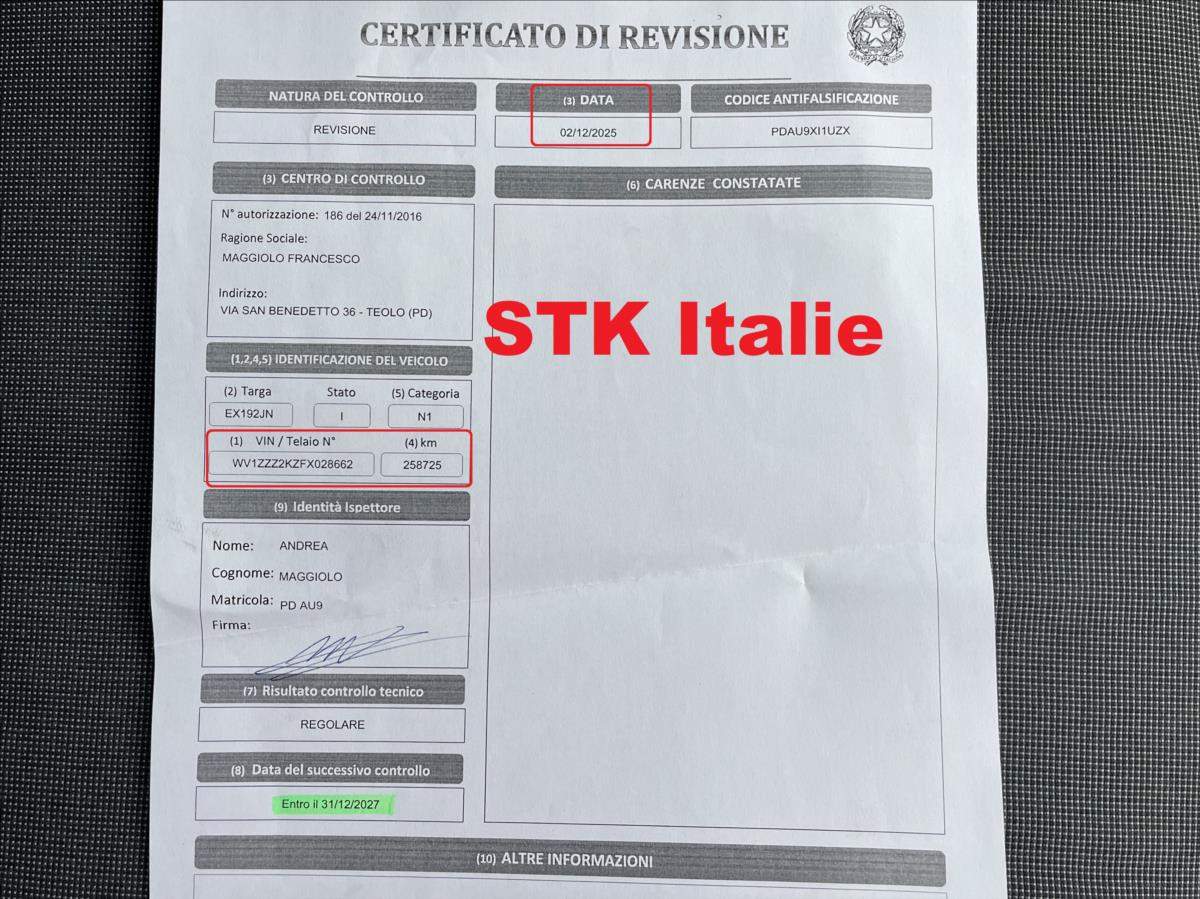 CERTIFICATO DI REVISIONE
NATURA DEL CONTROLLO
REVISIONE
(3) DATA
02/12/2025
CODICE ANTIFALSIFICAZIONE
PDAU9XI1UZX
(3) CENTRO DI CONTROLLO
N° autorizzazione: 186 del 24/11/2016
Ragione Sociale:
MAGGIOLO FRANCESCO
Indirizzo:
VIA SAN BENEDETTO 36 - TEOLO (PD)
(6) CARENZE CONSTATATE
STK Italie
(1,2,4,5) IDENTIFICAZIONE DEL VEICOLO
(2) Targa Stato (5) Categoria
EX192JN I N1
(1) VIN / Telaio N° (4) km
WV1ZZZ2KZFX028662 258725
(9) Identità Ispettore
Nome: ANDREA
Cognome: MAGGIOLO
Matricola: PD AU9
Firma:
(7) Risultato controllo tecnico
REGOLARE
(8) Data del successivo controllo
Entro il 31/12/2027
(10) ALTRE INFORMAZIONI